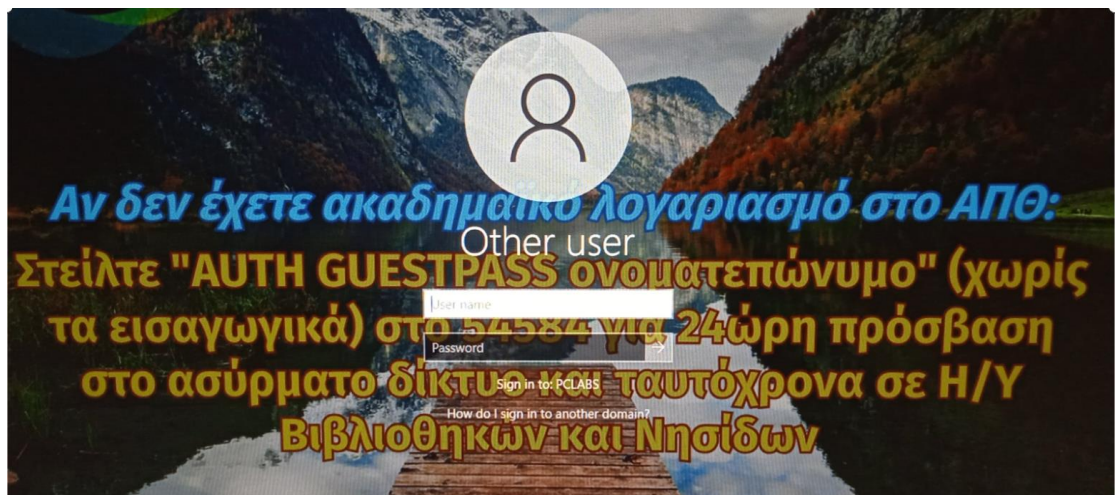 Αν δεν έχετε ακαδημαϊκό λογαριασμό στο ΑΠΘ:
Other user
Στείλτε "AUTH GUESTPASS ονοματεπώνυμο" (χωρίς
User name
τα εισαγωγικά) στο 54584 για 24ώρη πρόσβαση
Password
στο ασύρματο δίκτυο και ταυτόχρονα σε Η/Υ
Sign in to: PCLABS
How do I sign in to another domain?
Βιβλιοθηκών και Νησίδων